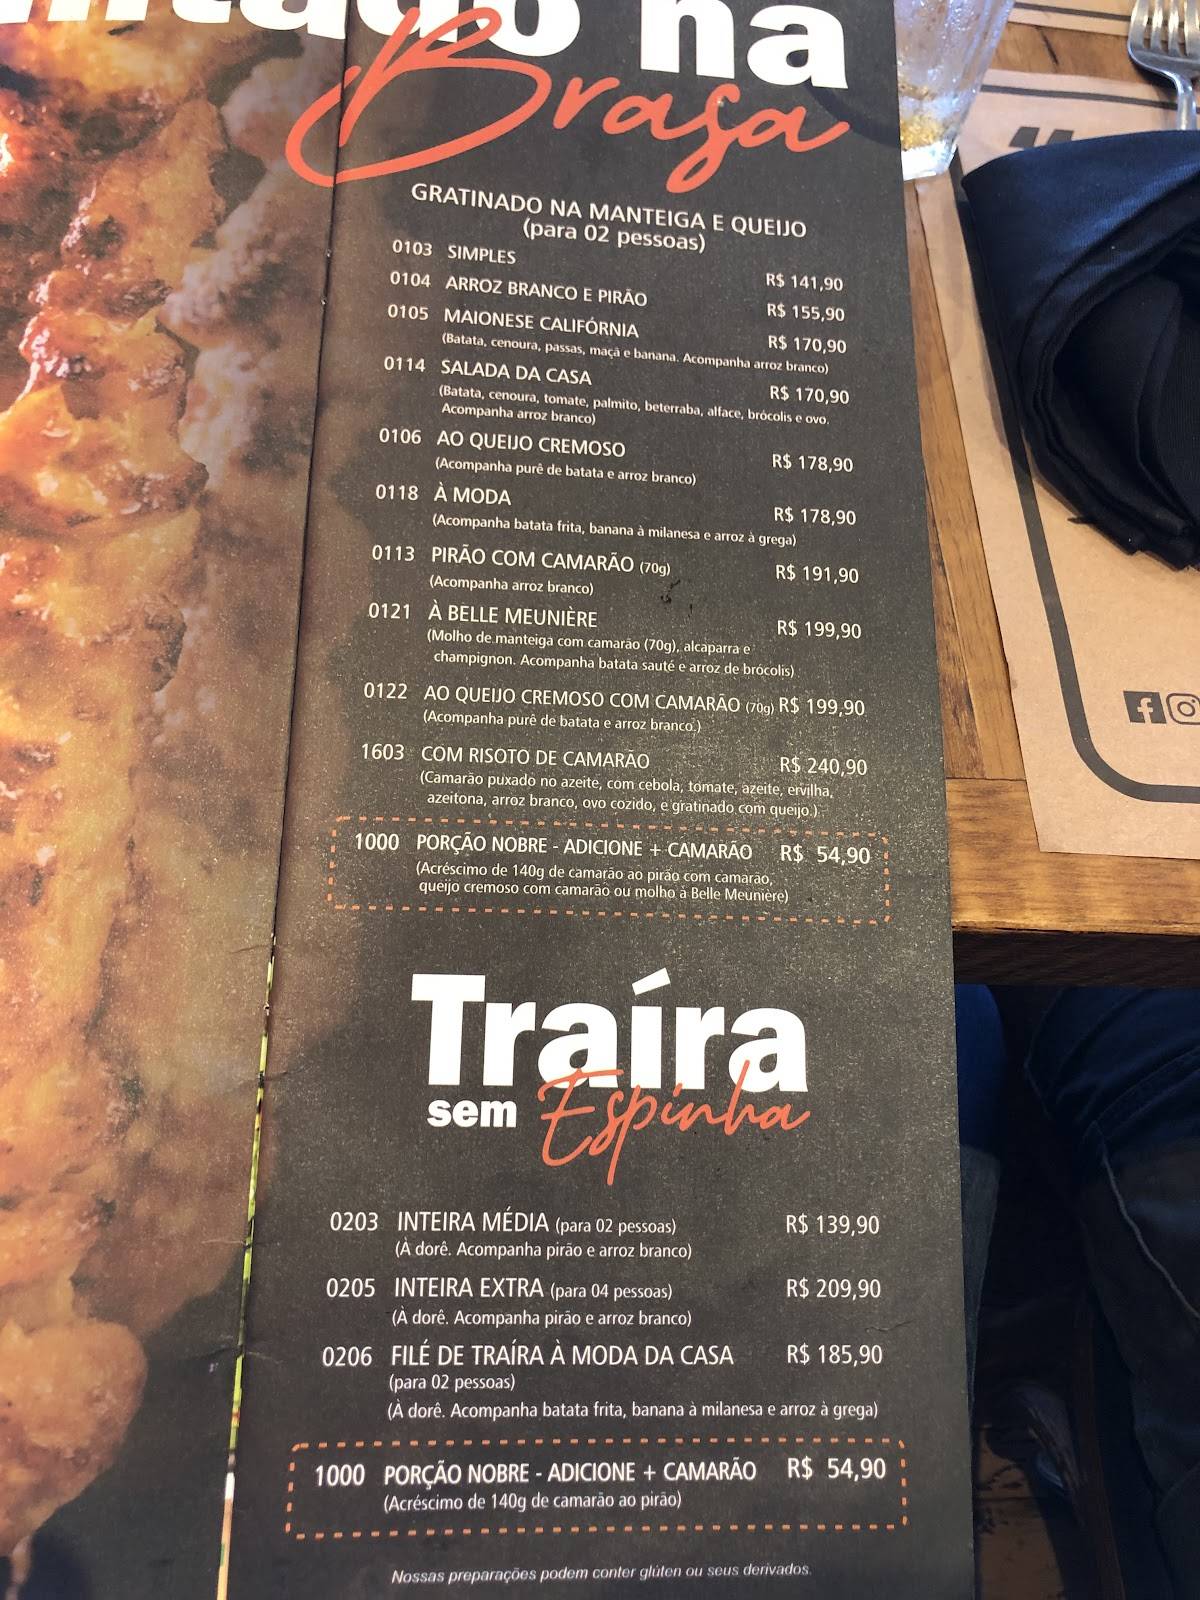 na
Brasa
GRATINADO NA MANTEIGA E QUEIJO
(para 02 pessoas)
0103 SIMPLES R$ 141,90
0104 ARROZ BRANCO E PIRÃO R$ 155,90
0105 MAIONESE CALIFÓRNIA R$ 170,90
(Batata, cenoura, passas, maçã e banana. Acompanha arroz branco)
0114 SALADA DA CASA R$ 170,90
(Batata, cenoura, tomate, palmito, beterraba, alface, brócolis e ovo.
Acompanha arroz branco)
0106 AO QUEIJO CREMOSO R$ 178,90
(Acompanha purê de batata e arroz branco)
0118 À MODA R$ 178,90
(Acompanha batata frita, banana à milanesa e arroz à grega)
0113 PIRÃO COM CAMARÃO (70g) R$ 191,90
(Acompanha arroz branco)
0121 À BELLE MEUNIÈRE R$ 199,90
(Molho de manteiga com camarão (70g), alcaparra e
champignon. Acompanha batata sauté e arroz de brócolis)
0122 AO QUEIJO CREMOSO COM CAMARÃO (70g) R$ 199,90
(Acompanha purê de batata e arroz branco.)
1603 COM RISOTO DE CAMARÃO R$ 240,90
(Camarão puxado no azeite, com cebola, tomate, azeite, ervilha,
azeitona, arroz branco, ovo cozido, e gratinado com queijo.)
1000 PORÇÃO NOBRE - ADICIONE + CAMARÃO R$ 54,90
(Acréscimo de 140g de camarão ao pirão com camarão,
queijo cremoso com camarão ou molho à Belle Meunière)
Traíra
sem Espinha
0203 INTEIRA MÉDIA (para 02 pessoas) R$ 139,90
(À dorê. Acompanha pirão e arroz branco)
0205 INTEIRA EXTRA (para 04 pessoas) R$ 209,90
(À dorê. Acompanha pirão e arroz branco)
0206 FILÉ DE TRAÍRA À MODA DA CASA R$ 185,90
(para 02 pessoas)
(À dorê. Acompanha batata frita, banana à milanesa e arroz à grega)
1000 PORÇÃO NOBRE - ADICIONE + CAMARÃO R$ 54,90
(Acréscimo de 140g de camarão ao pirão)
Nossas preparações podem conter glúten ou seus derivados.